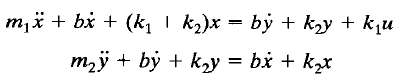 m₁ẍ + bẋ + (k₁ | k₂)x = bẏ + k₂y + k₁u
m₂ÿ + bẏ + k₂y = bẋ + k₂x